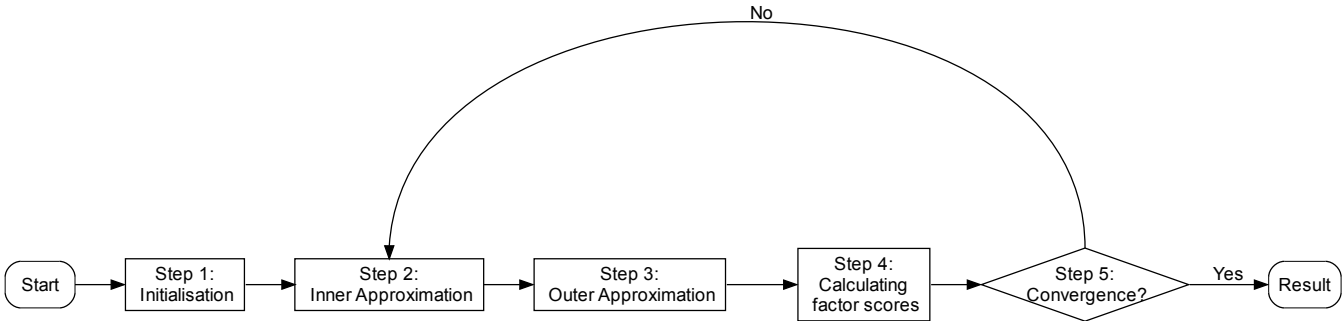 No
Start
Step 1:
Initialisation
Step 2:
Inner Approximation
Step 3:
Outer Approximation
Step 4:
Calculating
factor scores
Step 5:
Convergence?
Yes
Result